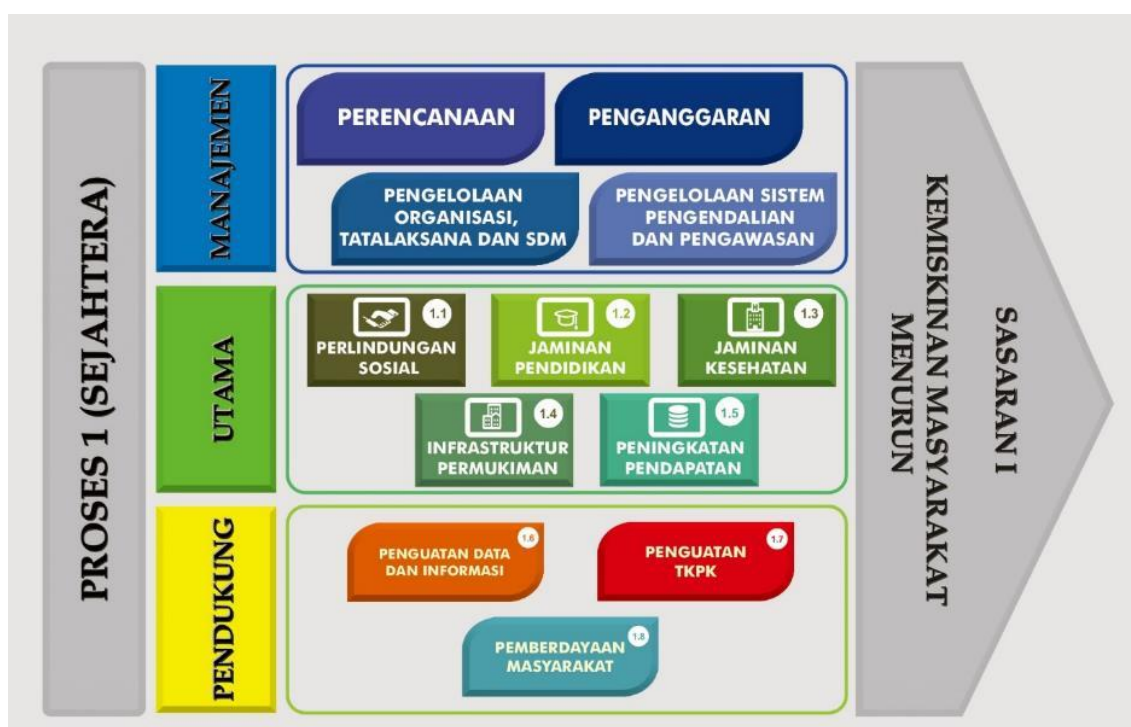 PROSES 1 (SEJAHTERA)
MANAJEMEN
PERENCANAAN
PENGANGGARAN
PENGELOLAAN
ORGANISASI,
TATALAKSANA DAN SDM
PENGELOLAAN SISTEM
PENGENDALIAN
DAN PENGAWASAN
UTAMA
1.1
PERLINDUNGAN
SOSIAL
1.2
JAMINAN
PENDIDIKAN
1.3
JAMINAN
KESEHATAN
1.4
INFRASTRUKTUR
PERMUKIMAN
1.5
PENINGKATAN
PENDAPATAN
PENDUKUNG
1.6
PENGUATAN DATA
DAN INFORMASI
1.7
PENGUATAN
TKPK
1.8
PEMBERDAYAAN
MASYARAKAT
SASARAN I
KEMISKINAN MASYARAKAT
MENURUN